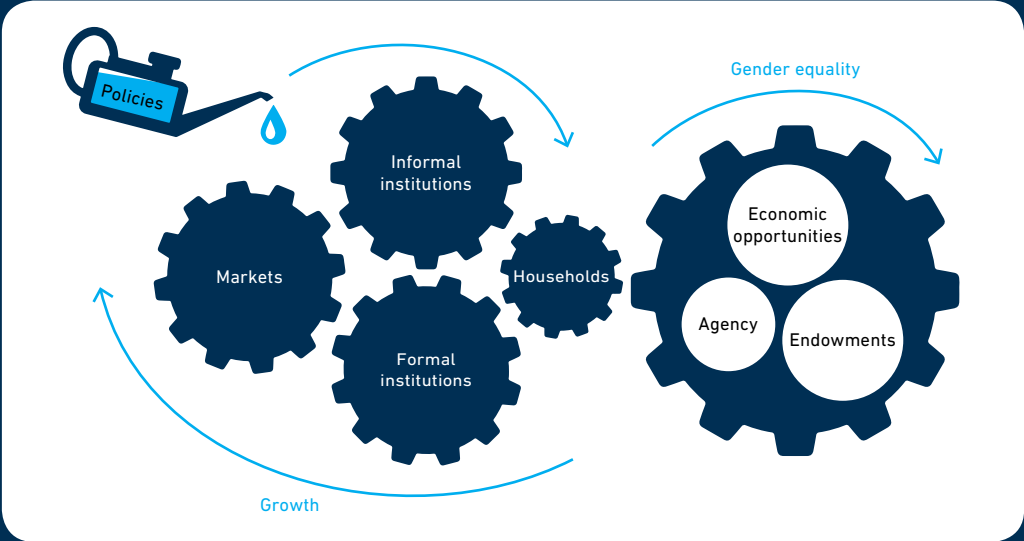 Policies
Gender equality
Informal
institutions
Economic
opportunities
Markets
Households
Agency
Endowments
Formal
institutions
Growth